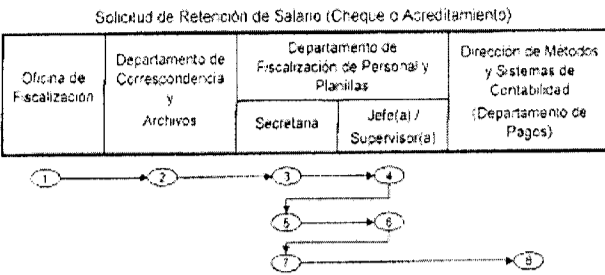 Solicitud de Retención de Salario (Cheque o Acreditamiento)
Oficina de
Fiscalización
Departamento de
Correspondencia
y
Archivos
Departamento de
Fiscalización de Personal y
Planillas
Secretaria
Jefe(a) /
Supervisor(a)
Dirección de Métodos
y Sistemas de
Contabilidad
(Departamento de
Pagos)
1 2 3 4
5 6
7 8